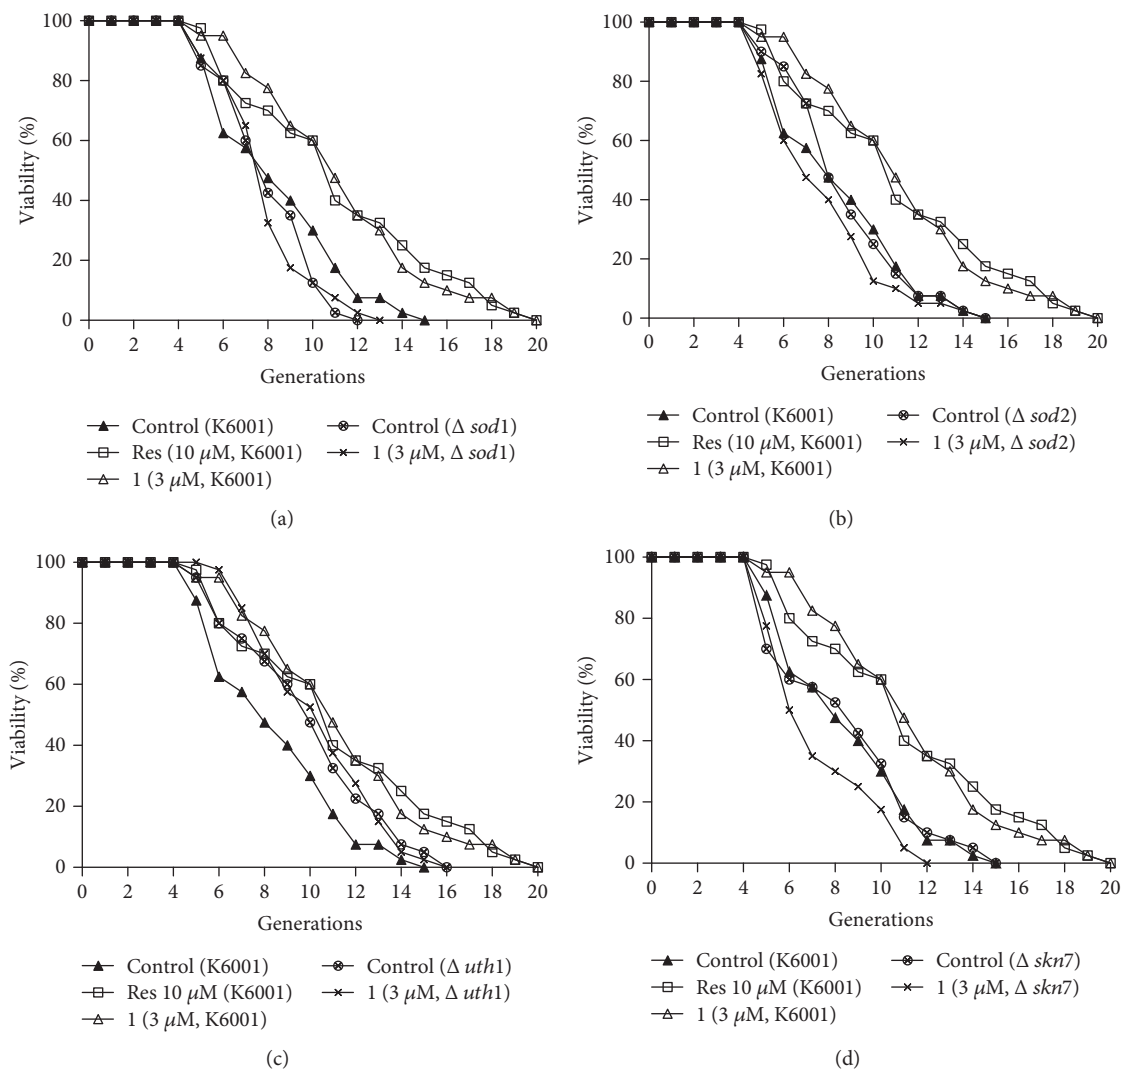 100
80
60
40
20
0
Viability (%)
0 2 4 6 8 10 12 14 16 18 20
Generations
Control (K6001) Control (Δ sod1)
Res (10 μM, K6001) 1 (3 μM, Δ sod1)
1 (3 μM, K6001)
(a)
100
80
60
40
20
0
Viability (%)
0 2 4 6 8 10 12 14 16 18 20
Generations
Control (K6001) Control (Δ sod2)
Res (10 μM, K6001) 1 (3 μM, Δ sod2)
1 (3 μM, K6001)
(b)
100
80
60
40
20
0
Viability (%)
0 2 4 6 8 10 12 14 16 18 20
Generations
Control (K6001) Control (Δ uth1)
Res 10 μM (K6001) 1 (3 μM, Δ uth1)
1 (3 μM, K6001)
(c)
100
80
60
40
20
0
Viability (%)
0 2 4 6 8 10 12 14 16 18 20
Generations
Control (K6001) Control (Δ skn7)
Res 10 μM (K6001) 1 (3 μM, Δ skn7)
1 (3 μM, K6001)
(d)